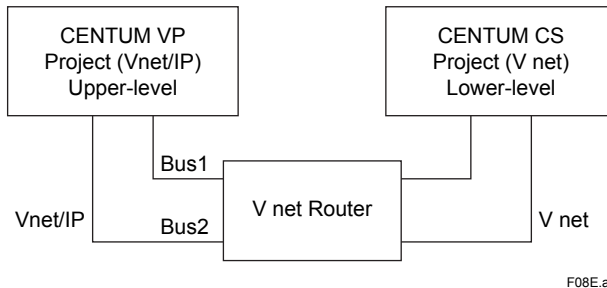 CENTUM VP
Project (Vnet/IP)
Upper-level
CENTUM CS
Project (V net)
Lower-level
Bus1
V net Router
Vnet/IP
Bus2
V net
F08E.a